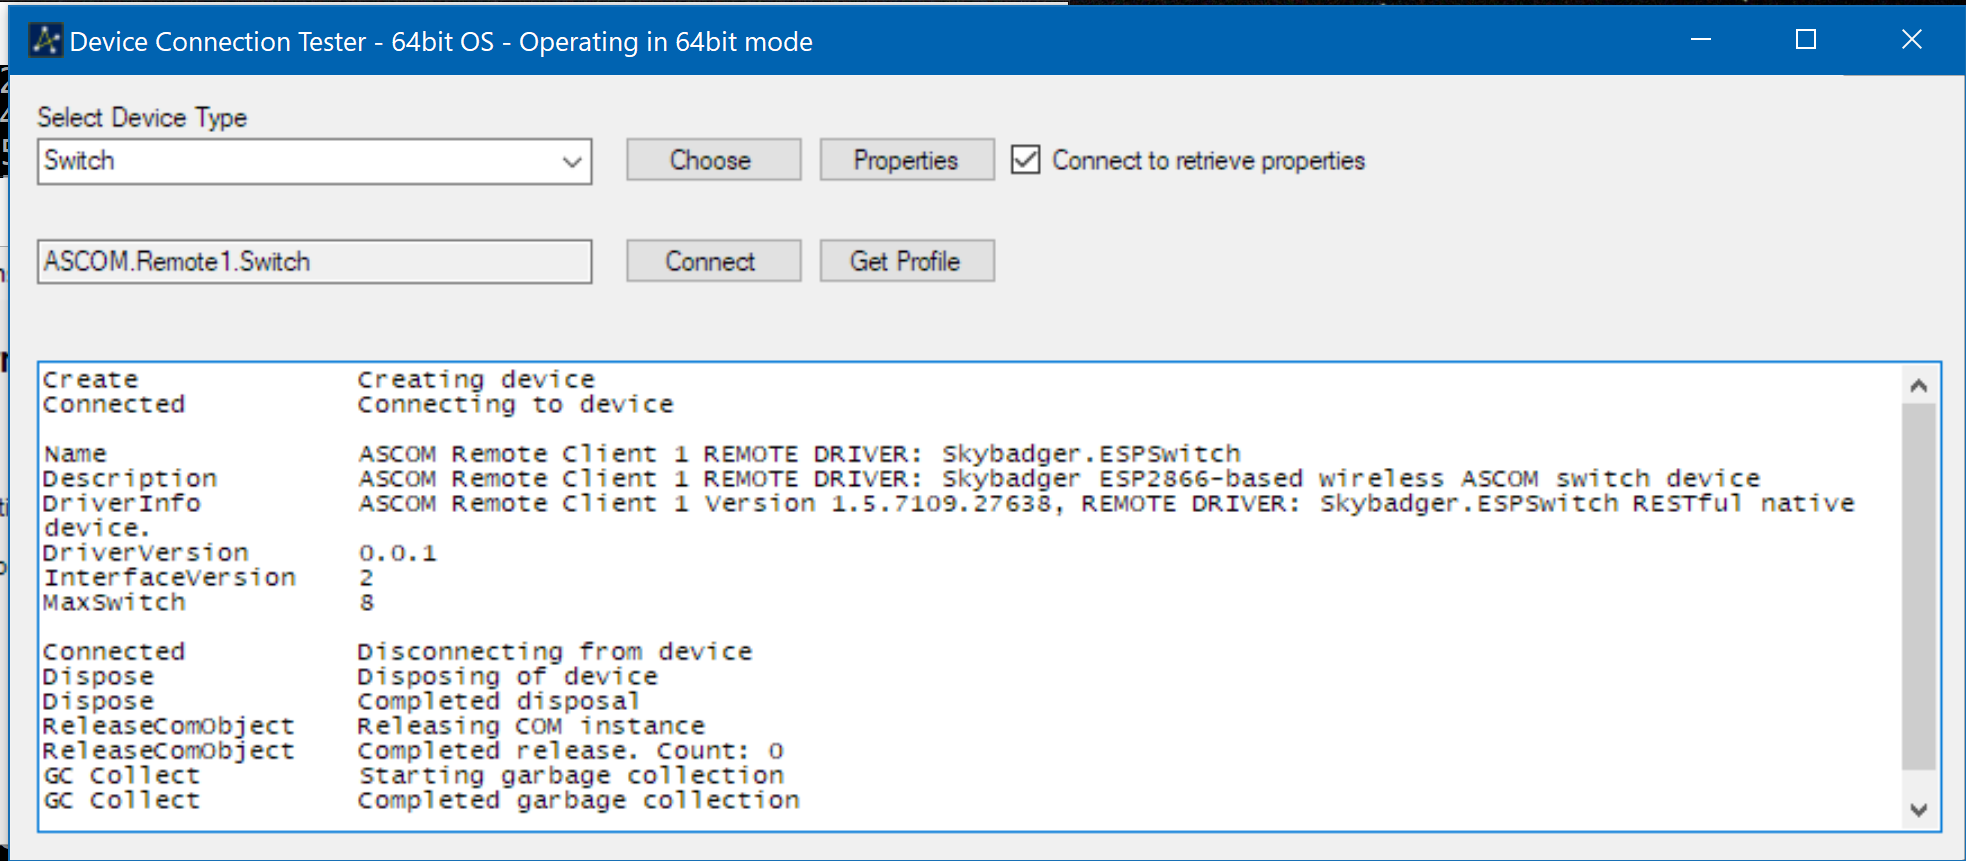 Device Connection Tester - 64bit OS - Operating in 64bit mode
Select Device Type
Switch Choose Properties Connect to retrieve properties
ASCOM.Remote1.Switch Connect Get Profile
Create Creating device
Connected Connecting to device
Name ASCOM Remote Client 1 REMOTE DRIVER: Skybadger.ESPSwitch
Description ASCOM Remote Client 1 REMOTE DRIVER: Skybadger ESP2866-based wireless ASCOM switch device
DriverInfo ASCOM Remote Client 1 Version 1.5.7109.27638, REMOTE DRIVER: Skybadger.ESPSwitch RESTful native
device.
DriverVersion 0.0.1
InterfaceVersion 2
MaxSwitch 8
Connected Disconnecting from device
Dispose Disposing of device
Dispose Completed disposal
ReleaseComObject Releasing COM instance
ReleaseComObject Completed release. Count: 0
GC Collect Starting garbage collection
GC Collect Completed garbage collection